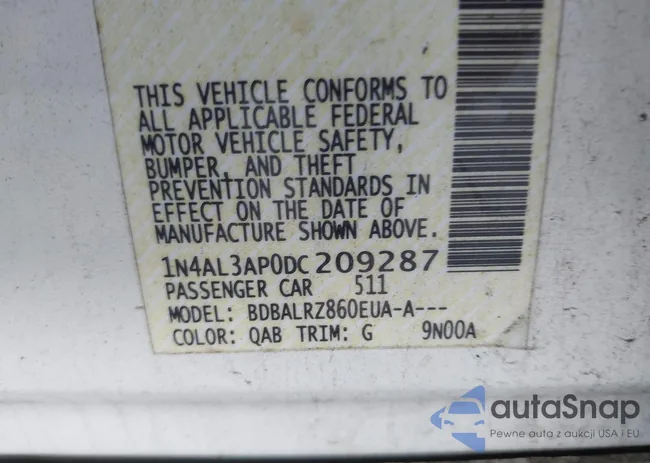 THIS VEHICLE CONFORMS TO
ALL APPLICABLE FEDERAL
MOTOR VEHICLE SAFETY,
BUMPER, AND THEFT
PREVENTION STANDARDS IN
EFFECT ON THE DATE OF
MANUFACTURE SHOWN ABOVE.
1N4AL3AP0DC209287
PASSENGER CAR 511
MODEL: BDBALRZ860EUA-A---
COLOR: QAB TRIM: G 9N00A
autaSnap
Pewne auta z aukcji USA i EU